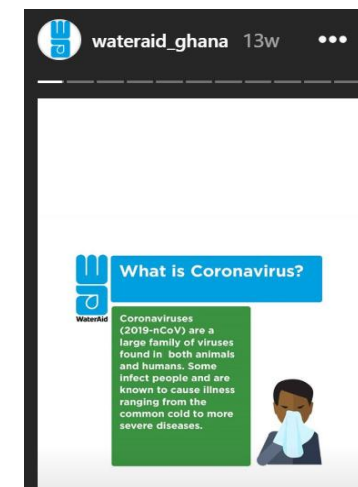 wateraid_ghana 13w
What is Coronavirus?
WaterAid
Coronaviruses
(2019-nCoV) are a
large family of viruses
found in both animals
and humans. Some
infect people and are
known to cause illness
ranging from the
common cold to more
severe diseases.